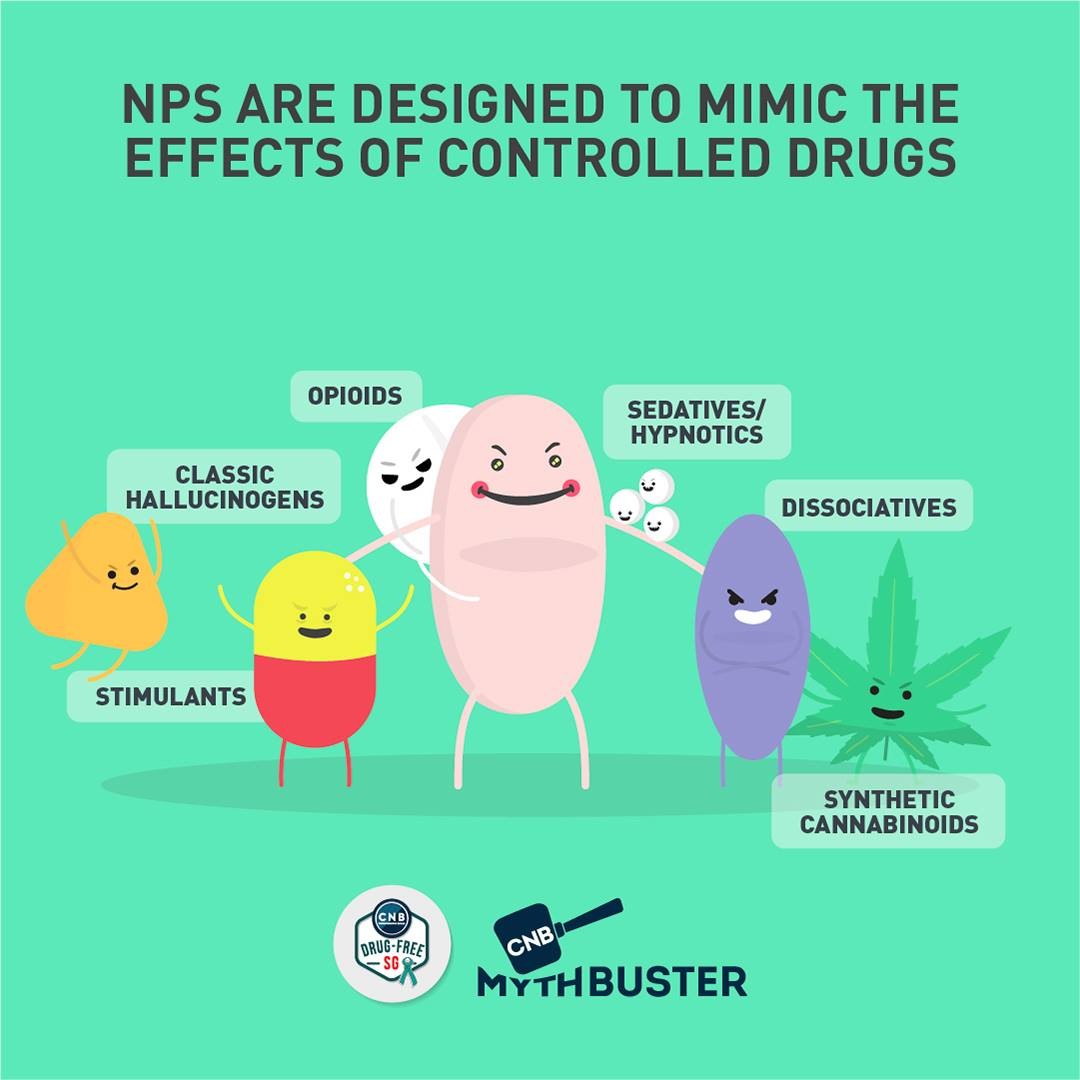 NPS ARE DESIGNED TO MIMIC THE
EFFECTS OF CONTROLLED DRUGS
OPIOIDS
SEDATIVES/
HYPNOTICS
CLASSIC
HALLUCINOGENS
DISSOCIATIVES
STIMULANTS
SYNTHETIC
CANNABINOIDS
CNB
DRUG-FREE
SG
CNB
MYTHBUSTER